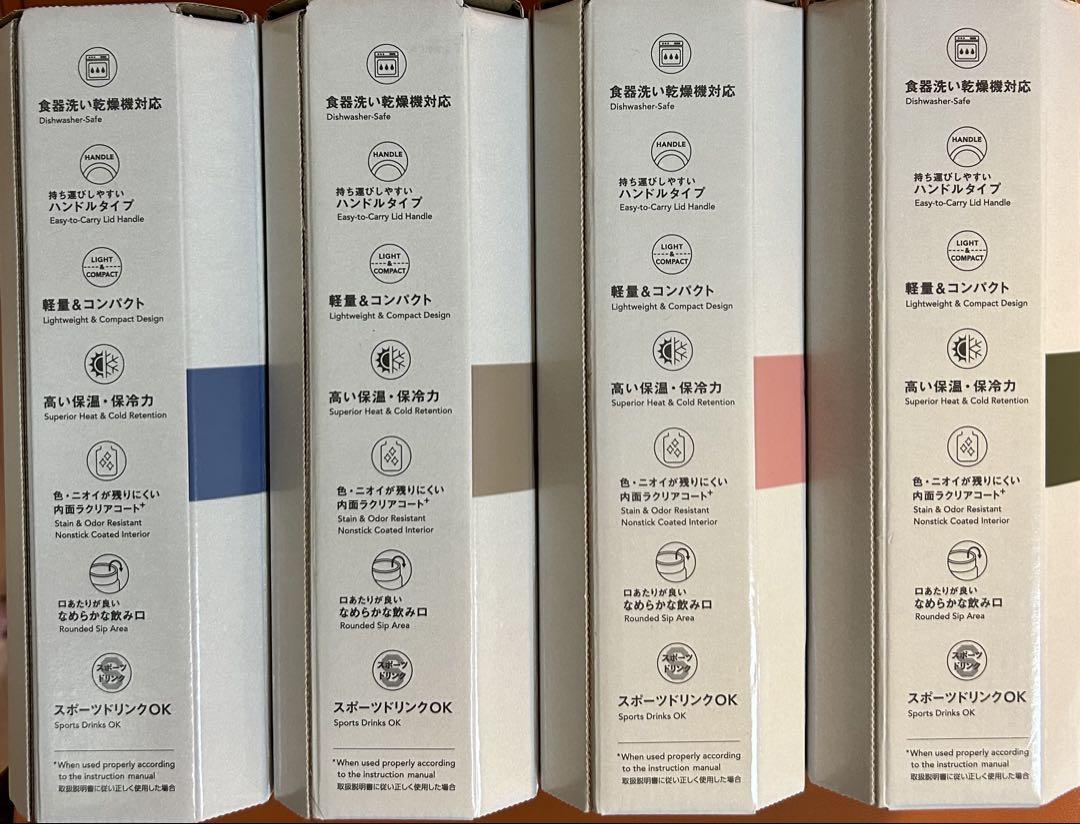 食器洗い乾燥機対応
Dishwasher-Safe
HANDLE
持ち運びしやすい
ハンドルタイプ
Easy-to-Carry Lid Handle
LIGHT
&
COMPACT
軽量&コンパクト
Lightweight & Compact Design
高い保温・保冷力
Superior Heat & Cold Retention
色・ニオイが残りにくい
内面ラクリアコート+
Stain & Odor Resistant
Nonstick Coated Interior
口あたりが良い
なめらかな飲み口
Rounded Sip Area
スポーツ
ドリンク
スポーツドリンクOK
Sports Drinks OK
*When used properly according
to the instruction manual
取扱説明書に従い正しく使用した場合
食器洗い乾燥機対応
Dishwasher-Safe
HANDLE
持ち運びしやすい
ハンドルタイプ
Easy-to-Carry Lid Handle
LIGHT
&
COMPACT
軽量&コンパクト
Lightweight & Compact Design
高い保温・保冷力
Superior Heat & Cold Retention
色・ニオイが残りにくい
内面ラクリアコート+
Stain & Odor Resistant
Nonstick Coated Interior
口あたりが良い
なめらかな飲み口
Rounded Sip Area
スポーツ
ドリンク
スポーツドリンクOK
Sports Drinks OK
*When used properly according
to the instruction manual
取扱説明書に従い正しく使用した場合
食器洗い乾燥機対応
Dishwasher-Safe
HANDLE
持ち運びしやすい
ハンドルタイプ
Easy-to-Carry Lid Handle
LIGHT
&
COMPACT
軽量&コンパクト
Lightweight & Compact Design
高い保温・保冷力
Superior Heat & Cold Retention
色・ニオイが残りにくい
内面ラクリアコート+
Stain & Odor Resistant
Nonstick Coated Interior
口あたりが良い
なめらかな飲み口
Rounded Sip Area
スポーツ
ドリンク
スポーツドリンクOK
Sports Drinks OK
*When used properly according
to the instruction manual
取扱説明書に従い正しく使用した場合
食器洗い乾燥機対応
Dishwasher-Safe
HANDLE
持ち運びしやすい
ハンドルタイプ
Easy-to-Carry Lid Handle
LIGHT
&
COMPACT
軽量&コンパクト
Lightweight & Compact Design
高い保温・保冷力
Superior Heat & Cold Retention
色・ニオイが残りにくい
内面ラクリアコート+
Stain & Odor Resistant
Nonstick Coated Interior
口あたりが良い
なめらかな飲み口
Rounded Sip Area
スポーツ
ドリンク
スポーツドリンクOK
Sports Drinks OK
*When used properly according
to the instruction manual
取扱説明書に従い正しく使用した場合